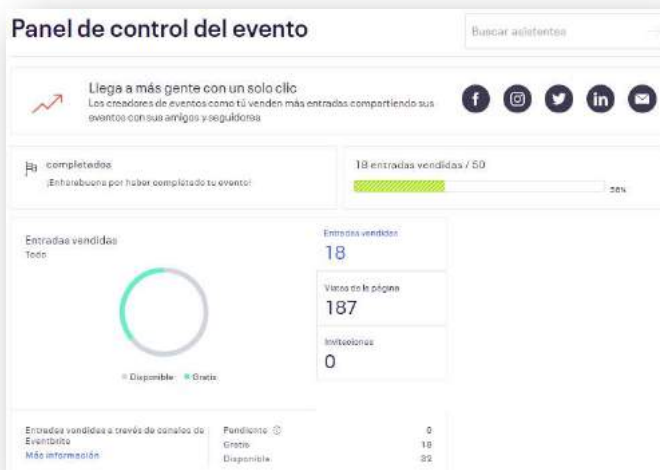 Panel de control del evento
Buscar asistentes
Llega a más gente con un solo clic
Los creadores de eventos como tú venden más entradas compartiendo sus
eventos con sus amigos y seguidores
completados
¡Enhorabuena por haber completado tu evento!
18 entradas vendidas / 50
36%
Entradas vendidas
Todo
Disponible Gratis
Entradas vendidas
18
Vistas de la página
187
Invitaciones
0
Entradas vendidas a través de canales de
Eventbrite
Más información
Pendiente 0
Gratis 18
Disponible 32